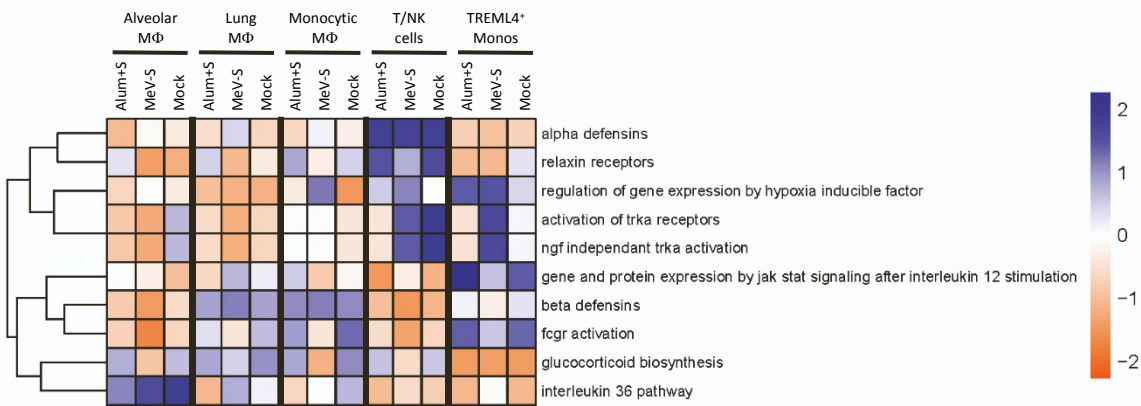 Alveolar
MΦ
Lung
MΦ
Monocytic
MΦ
T/NK
cells
TREML4⁺
Monos
Alum+S
MeV-S
Mock
Alum+S
MeV-S
Mock
Alum+S
MeV-S
Mock
Alum+S
MeV-S
Mock
Alum+S
MeV-S
Mock
alpha defensins
relaxin receptors
regulation of gene expression by hypoxia inducible factor
activation of trka receptors
ngf independant trka activation
gene and protein expression by jak stat signaling after interleukin 12 stimulation
beta defensins
fcgr activation
glucocorticoid biosynthesis
interleukin 36 pathway
2
1
0
−1
−2